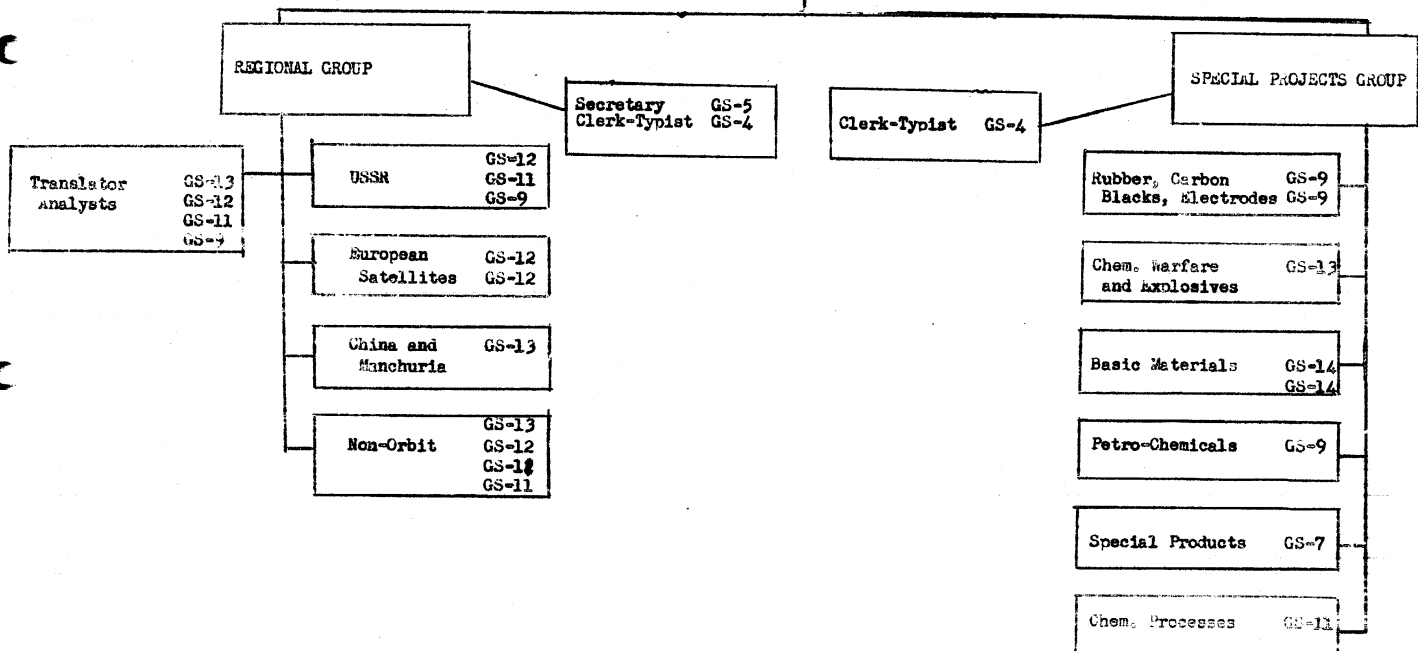 REGIONAL GROUP
SPECIAL PROJECTS GROUP
Secretary GS-5
Clerk-Typist GS-4
Clerk-Typist GS-4
Translator GS-13
Analysts GS-12
GS-11
GS-9
GS-12
USSR GS-11
GS-9
European GS-12
Satellites GS-12
China and GS-13
Manchuria
GS-13
Non-Orbit GS-12
GS-11
Rubber, Carbon GS-9
Blacks, Electrodes GS-9
Chem. Warfare GS-13
and Explosives
Basic Materials GS-14
GS-14
Petro-Chemicals GS-9
Special Products GS-7
Chem. Processes GS-11